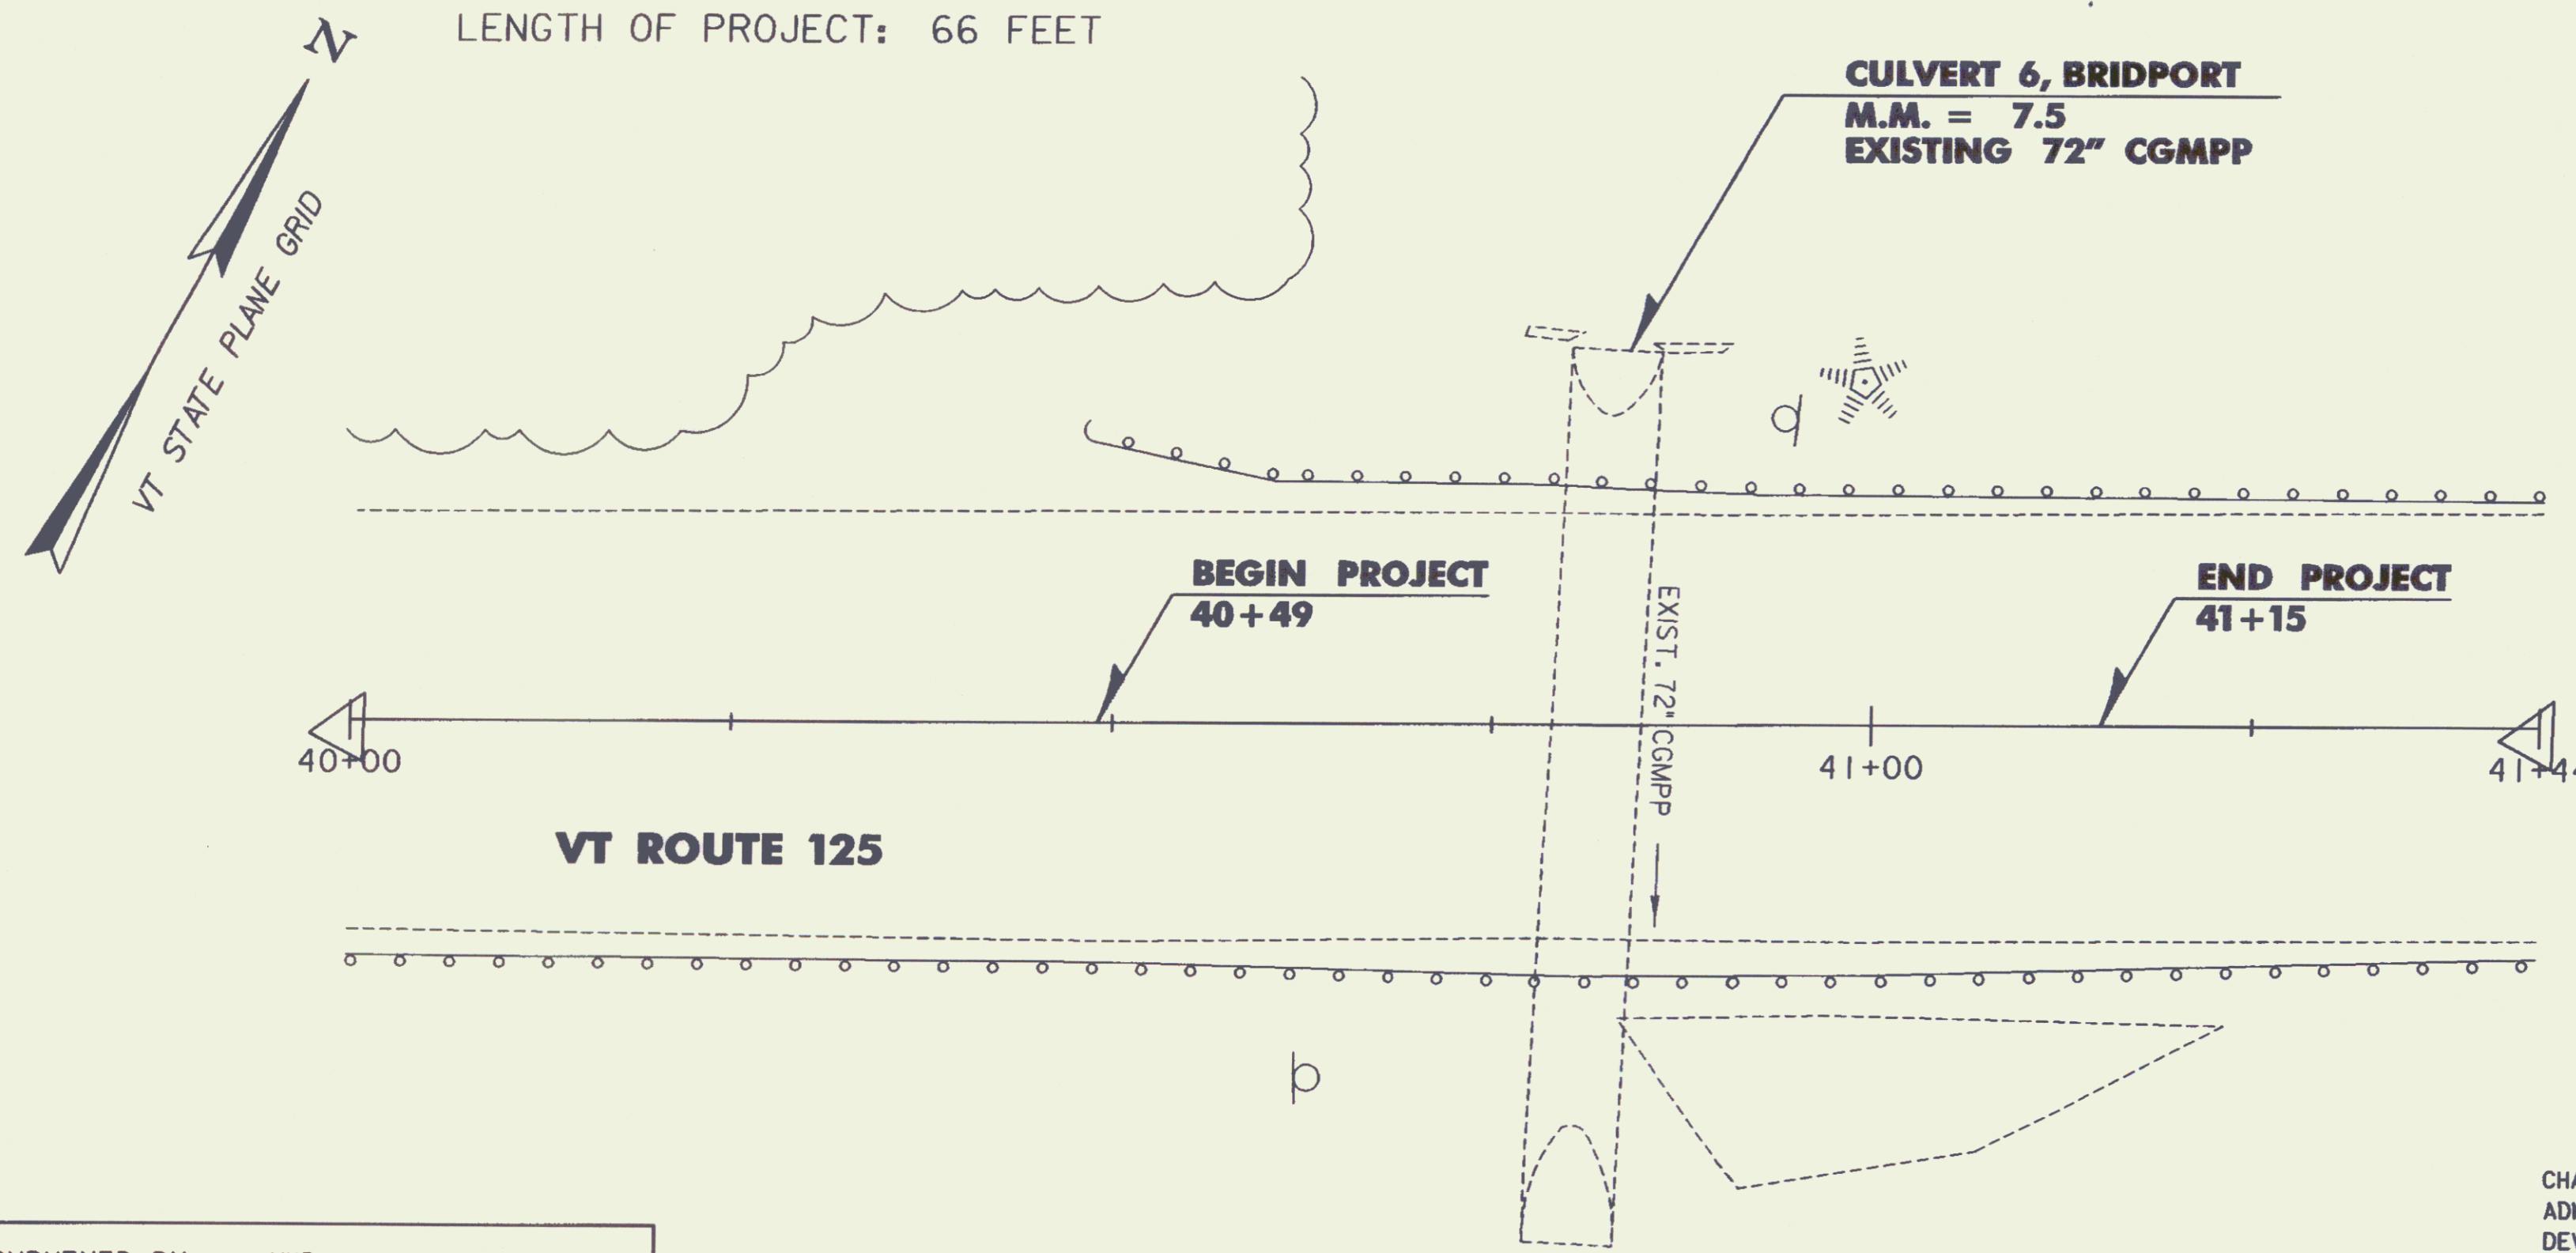 LENGTH OF PROJECT: 66 FEET
N
VT STATE PLANE GRID
CULVERT 6, BRIDPORT
M.M. = 7.5
EXISTING 72" CGMPP
BEGIN PROJECT
40+49
END PROJECT
41+15
EXIST. 72" CGMPP
40+00
41+00
VT ROUTE 125